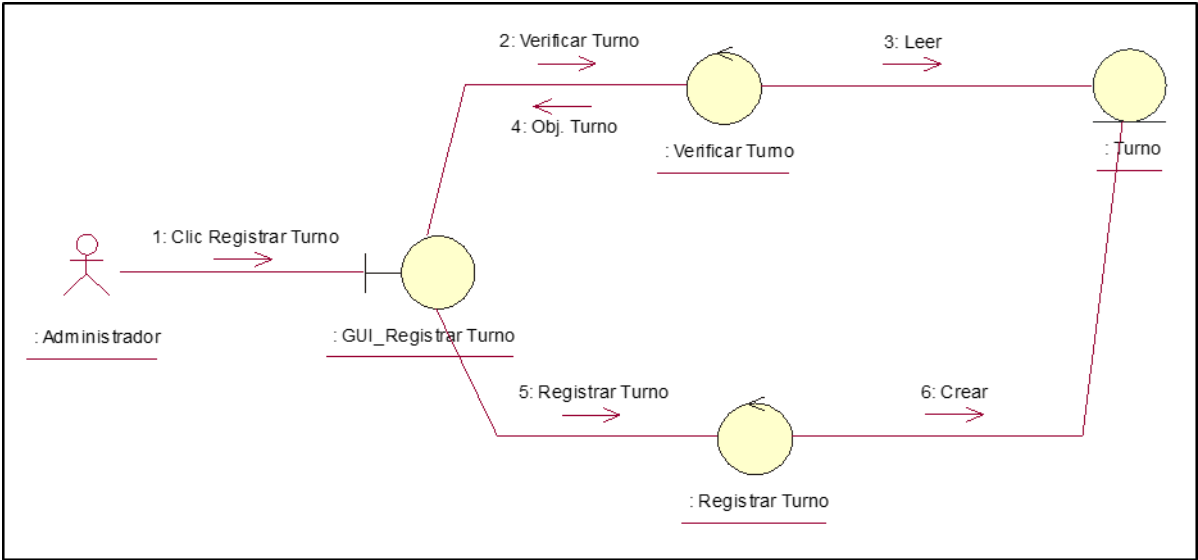 2: Verificar Turno
3: Leer
4: Obj. Turno
: Verificar Turno
: Turno
1: Clic Registrar Turno
: Administrador
: GUI_Registrar Turno
5: Registrar Turno
6: Crear
: Registrar Turno